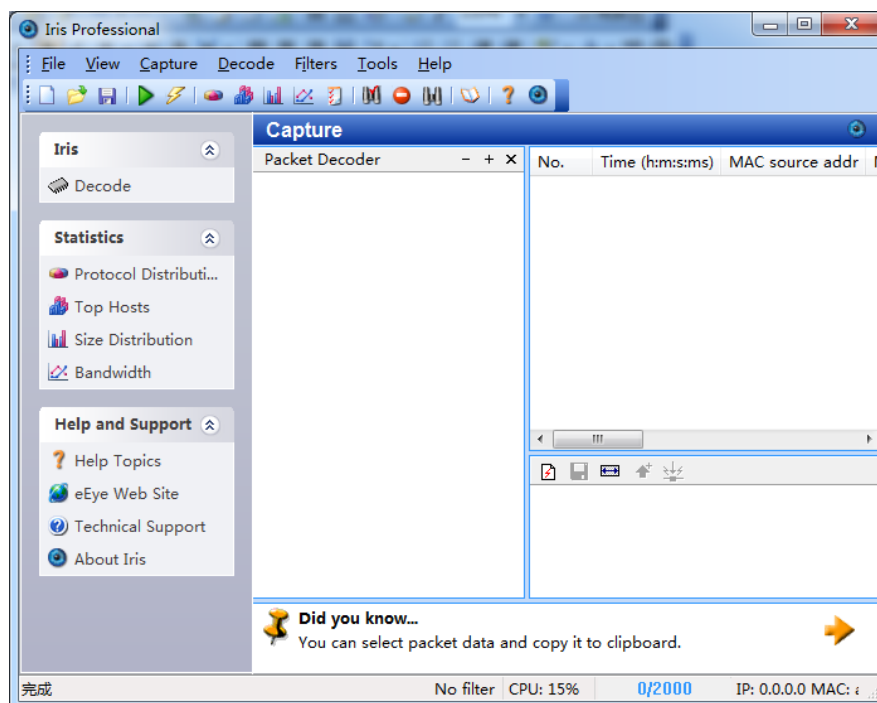 Iris Professional
File View Capture Decode Filters Tools Help
Capture
Iris
Decode
Statistics
Protocol Distributi...
Top Hosts
Size Distribution
Bandwidth
Help and Support
Help Topics
eEye Web Site
Technical Support
About Iris
Packet Decoder
No. Time (h:m:s:ms) MAC source addr
Did you know...
You can select packet data and copy it to clipboard.
完成 No filter CPU: 15% 0/2000 IP: 0.0.0.0 MAC: